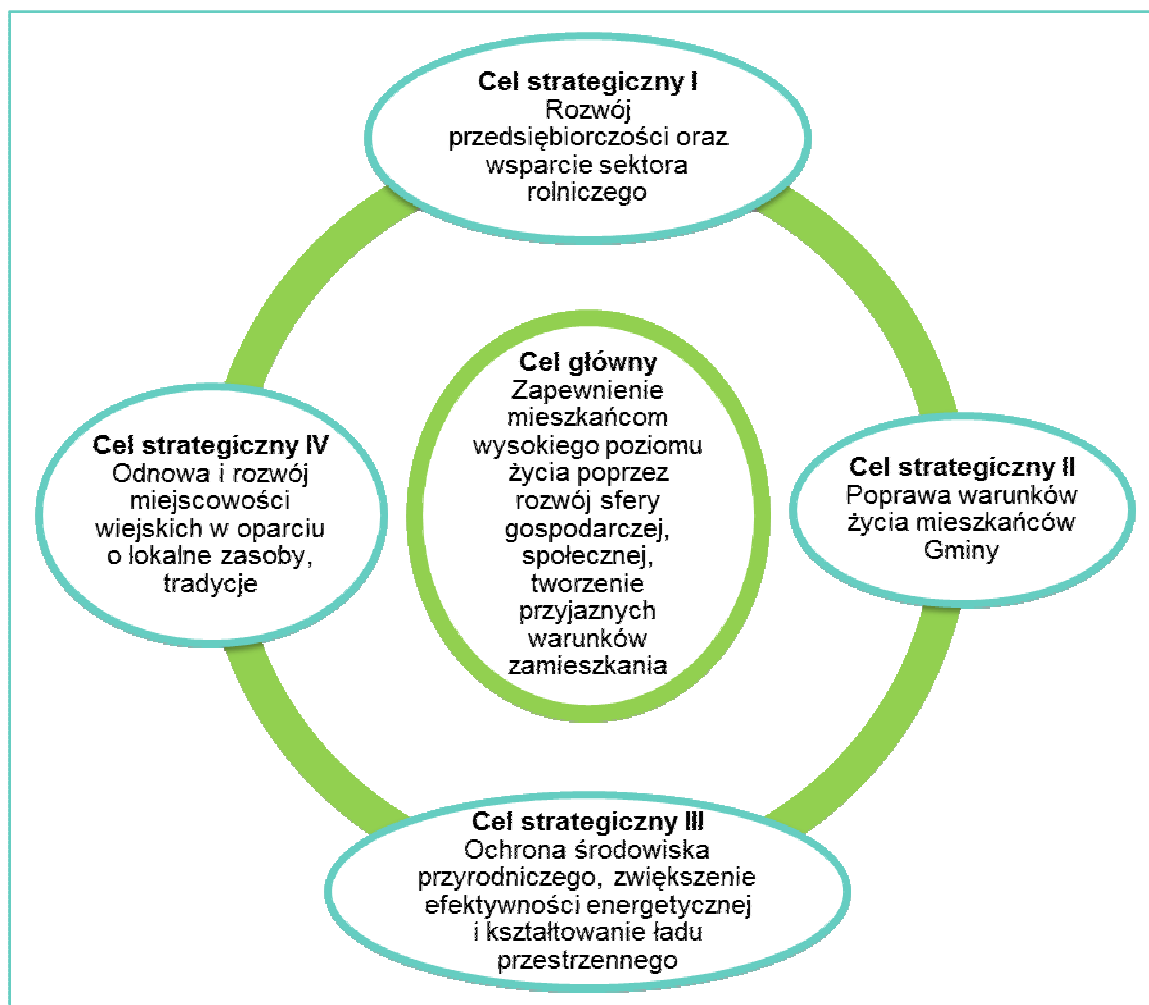 Cel strategiczny I
Rozwój
przedsiębiorczości oraz
wsparcie sektora
rolniczego
Cel główny
Zapewnienie
mieszkańcom
wysokiego poziomu
życia poprzez
rozwój sfery
gospodarczej,
społecznej,
tworzenie
przyjaznych
warunków
zamieszkania
Cel strategiczny II
Poprawa warunków
życia mieszkańców
Gminy
Cel strategiczny III
Ochrona środowiska
przyrodniczego, zwiększenie
efektywności energetycznej
i kształtowanie ładu
przestrzennego
Cel strategiczny IV
Odnowa i rozwój
miejscowości
wiejskich w oparciu
o lokalne zasoby,
tradycje